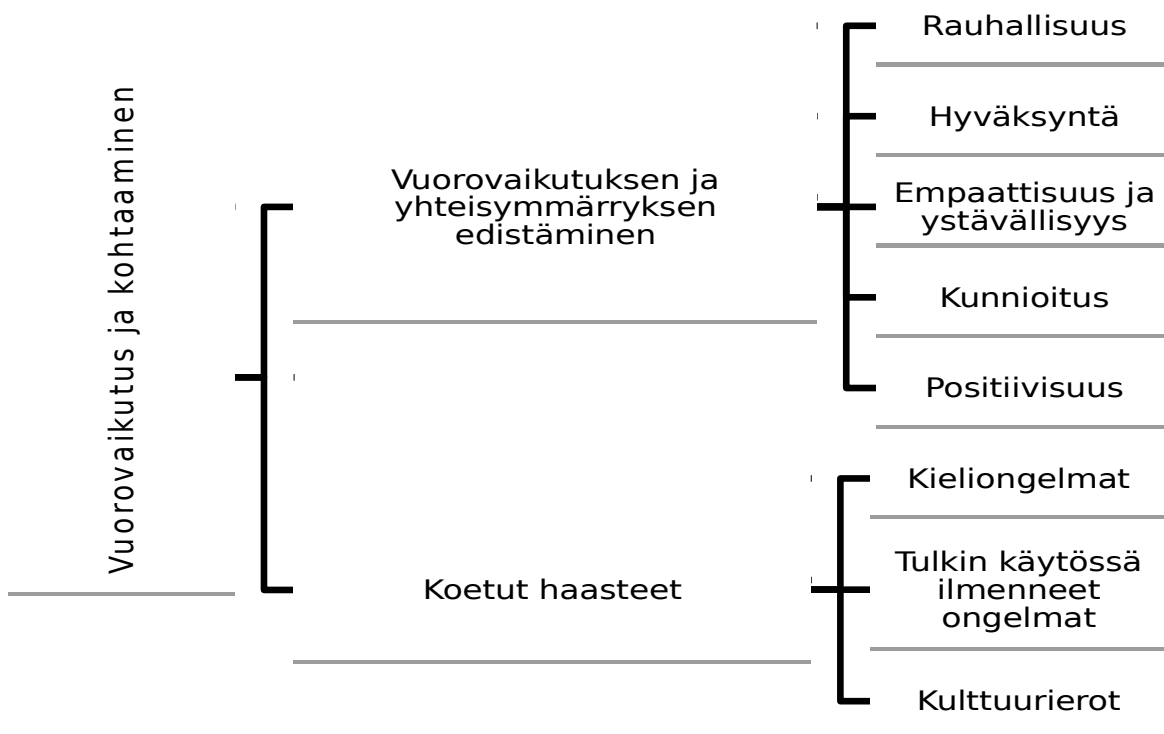 Vuorovaikutus ja kohtaaminen
Vuorovaikutuksen ja
yhteisymmärryksen
edistäminen
Rauhallisuus
Hyväksyntä
Empaattisuus ja
ystävällisyys
Kunnioitus
Positiivisuus
Koetut haasteet
Kieliongelmat
Tulkin käytössä
ilmenneet
ongelmat
Kulttuurierot